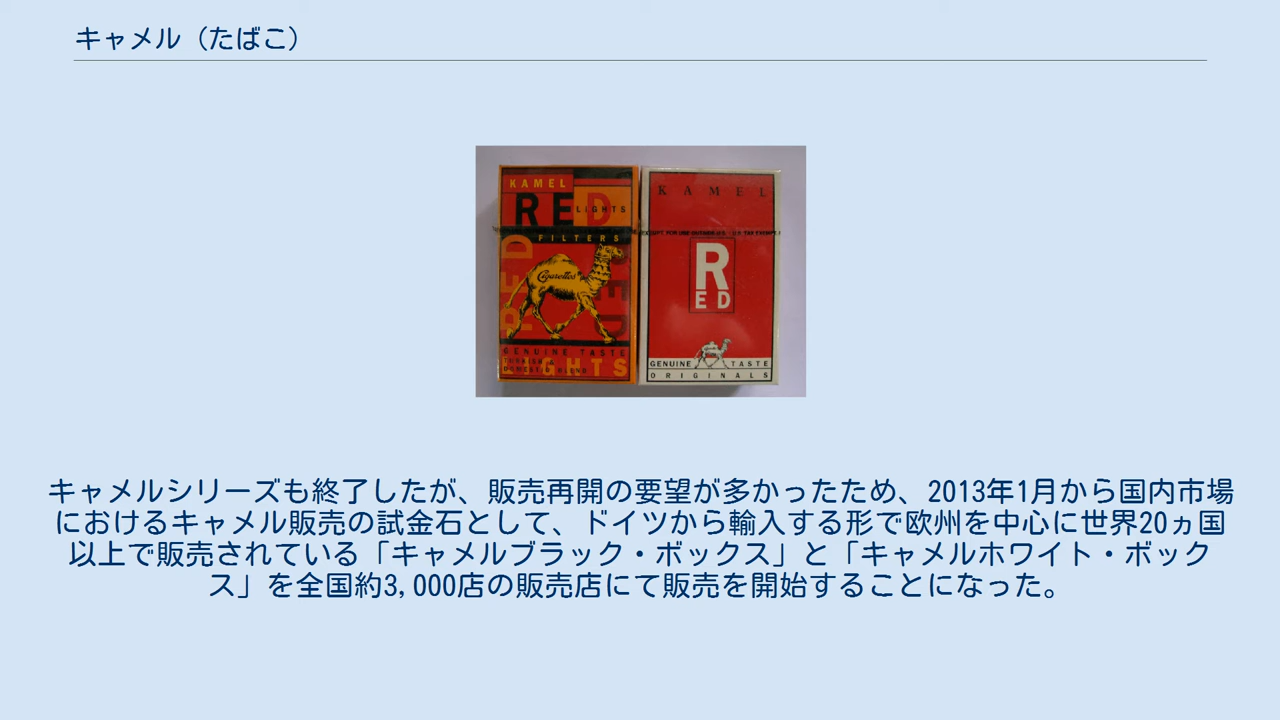 キャメル（たばこ）
KAMEL
RED
LIGHTS
FILTERS
RED
RED
Cigarettes
GENUINE TASTE
TURKISH &
DOMESTIC BLEND
LIGHTS
KAMEL
R
ED
GENUINE TASTE
ORIGINALS
キャメルシリーズも終了したが、販売再開の要望が多かったため、2013年1月から国内市場
におけるキャメル販売の試金石として、ドイツから輸入する形で欧州を中心に世界20ヵ国
以上で販売されている「キャメルブラック・ボックス」と「キャメルホワイト・ボック
ス」を全国約3,000店の販売店にて販売を開始することになった。